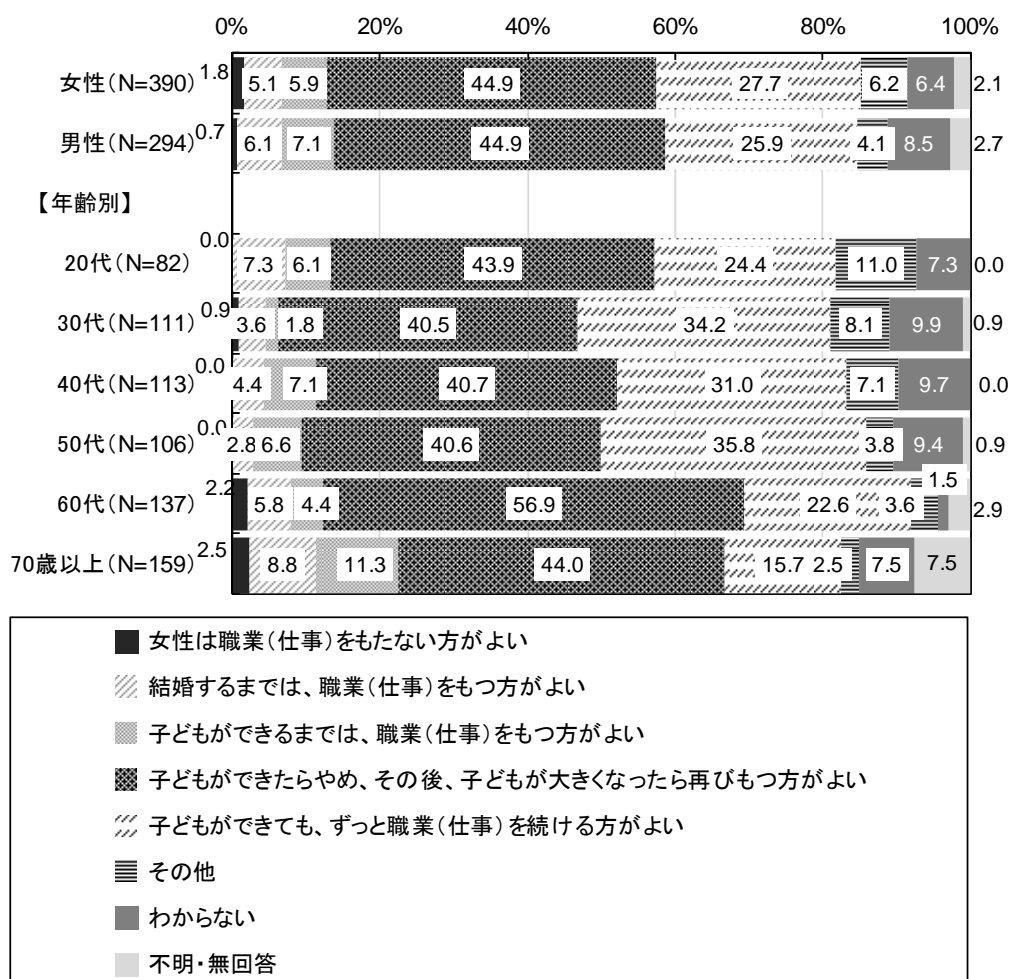 0% 20% 40% 60% 80% 100%
女性(N=390) 1.8 5.1 5.9 44.9 27.7 6.2 6.4 2.1
男性(N=294) 0.7 6.1 7.1 44.9 25.9 4.1 8.5 2.7
【年齢別】
20代(N=82) 0.0 7.3 6.1 43.9 24.4 11.0 7.3 0.0
30代(N=111) 0.9 3.6 1.8 40.5 34.2 8.1 9.9 0.9
40代(N=113) 0.0 4.4 7.1 40.7 31.0 7.1 9.7 0.0
50代(N=106) 0.0 2.8 6.6 40.6 35.8 3.8 9.4 0.9
60代(N=137) 2.2 5.8 4.4 56.9 22.6 3.6 1.5 2.9
70歳以上(N=159) 2.5 8.8 11.3 44.0 15.7 2.5 7.5 7.5
女性は職業(仕事)をもたない方がよい
結婚するまでは、職業(仕事)をもつ方がよい
子どもができるまでは、職業(仕事)をもつ方がよい
子どもができたらやめ、その後、子どもが大きくなったら再びもつ方がよい
子どもができても、ずっと職業(仕事)を続ける方がよい
その他
わからない
不明・無回答